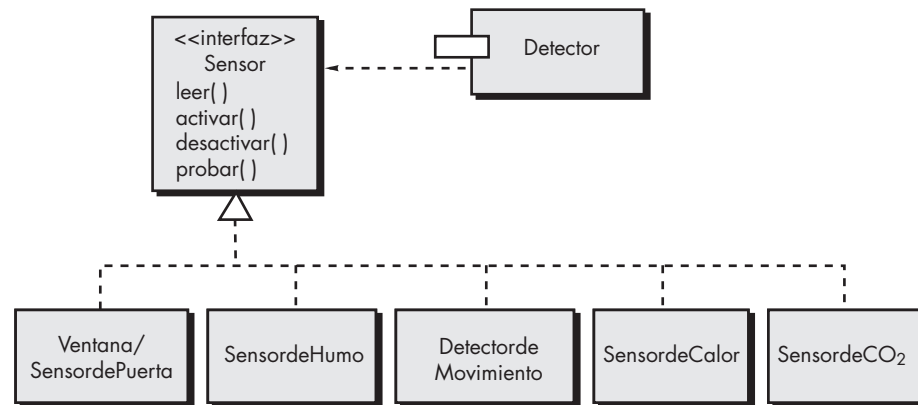 <<interfaz>>
Sensor
leer( )
activar( )
desactivar( )
probar( )
Detector
Ventana/
SensordePuerta
SensordeHumo
Detectorde
Movimiento
SensordeCalor
SensordeCO₂